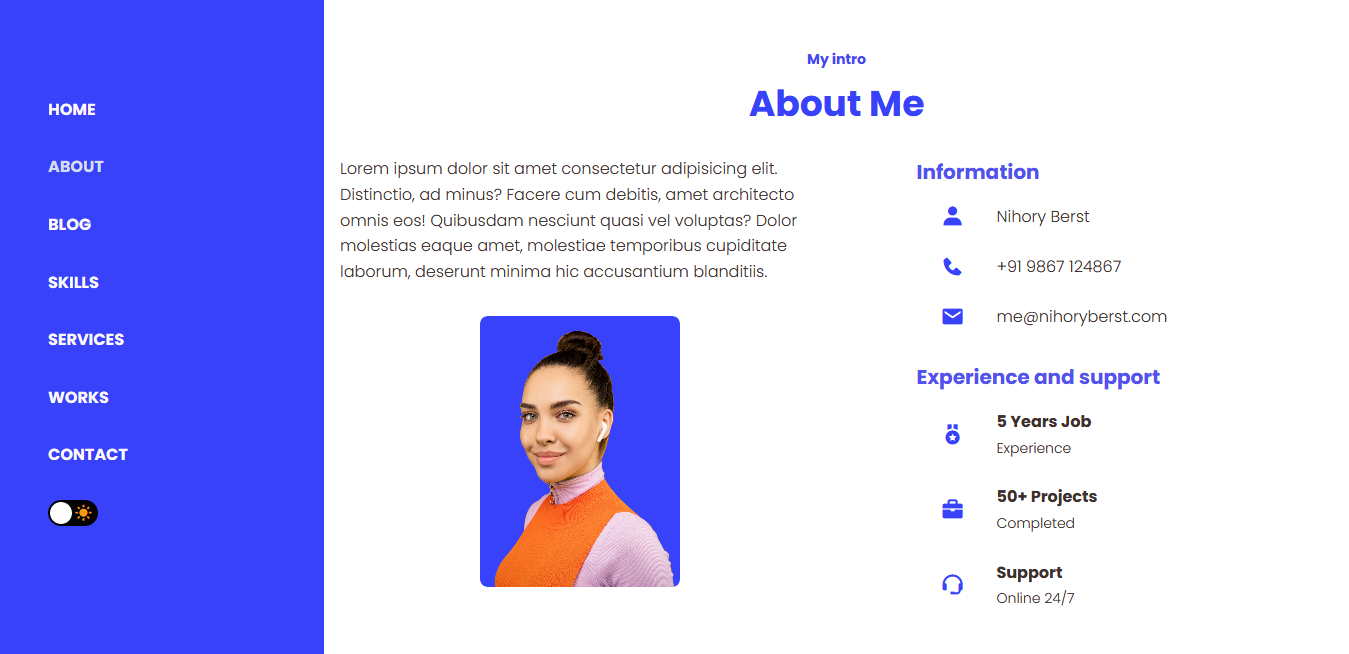 HOME
ABOUT
BLOG
SKILLS
SERVICES
WORKS
CONTACT
My intro
About Me
Lorem ipsum dolor sit amet consectetur adipisicing elit.
Distinctio, ad minus? Facere cum debitis, amet architecto
omnis eos! Quibusdam nesciunt quasi vel voluptas? Dolor
molestias eaque amet, molestiae temporibus cupiditate
laborum, deserunt minima hic accusantium blanditiis.
Information
Nihory Berst
+91 9867 124867
me@nihoryberst.com
Experience and support
5 Years Job
Experience
50+ Projects
Completed
Support
Online 24/7